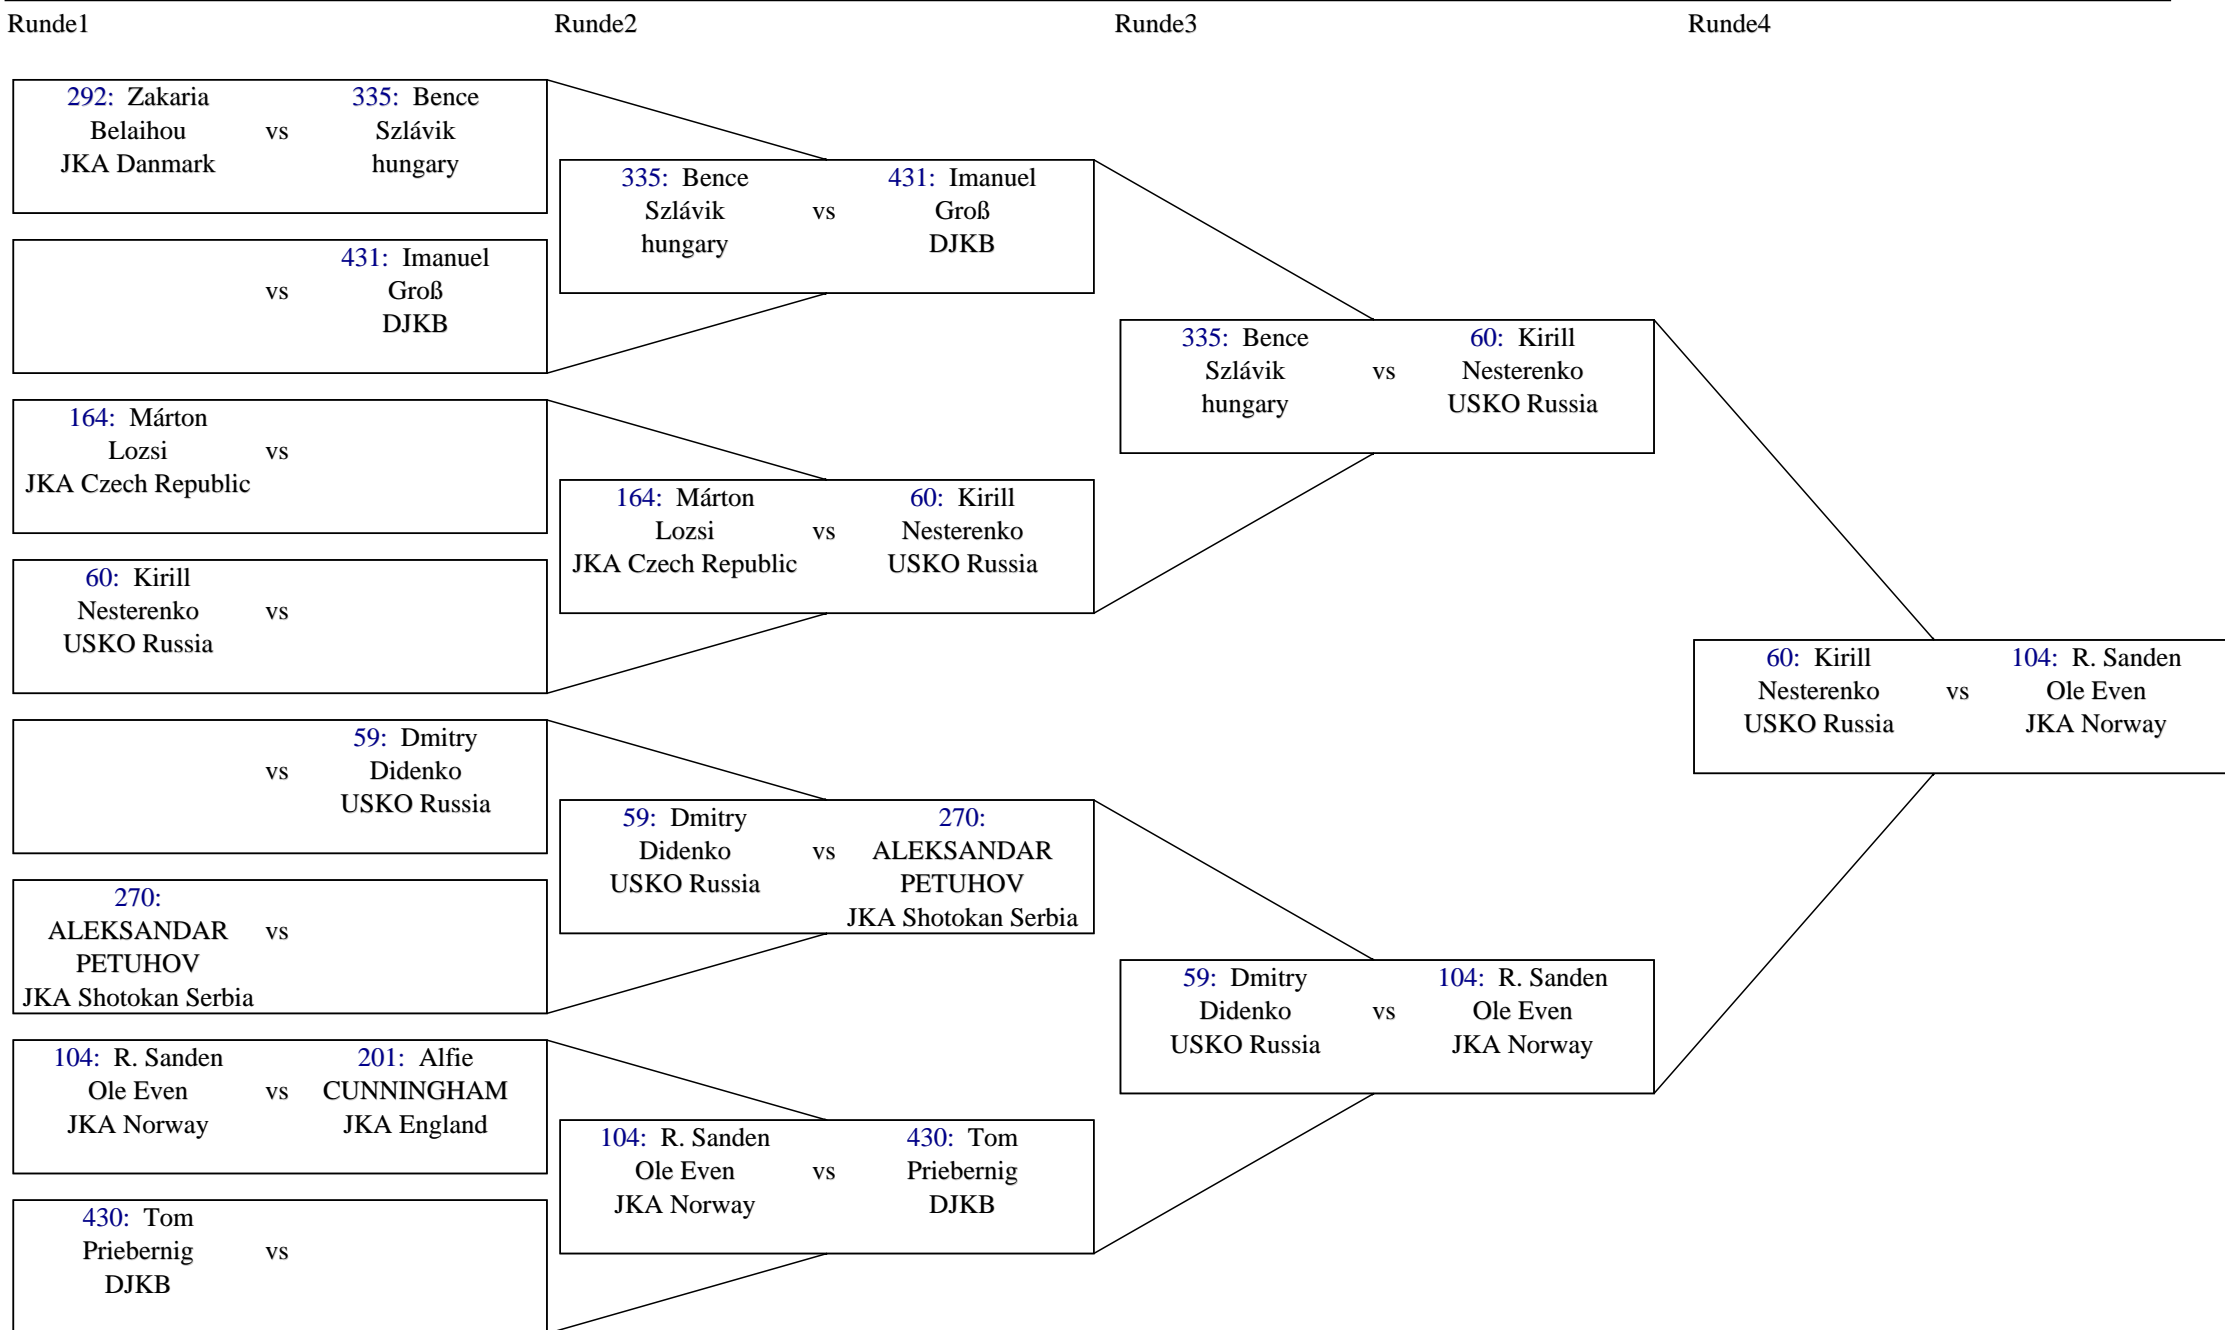 Runde1
Runde2
Runde3
Runde4
292: Zakaria
Belaihou
JKA Danmark
vs
335: Bence
Szlávik
hungary
vs
431: Imanuel
Groß
DJKB
164: Márton
Lozsi
JKA Czech Republic
vs
60: Kirill
Nesterenko
USKO Russia
vs
vs
59: Dmitry
Didenko
USKO Russia
270:
ALEKSANDAR
PETUHOV
JKA Shotokan Serbia
vs
104: R. Sanden
Ole Even
JKA Norway
vs
201: Alfie
CUNNINGHAM
JKA England
430: Tom
Priebernig
DJKB
vs
335: Bence
Szlávik
hungary
vs
431: Imanuel
Groß
DJKB
164: Márton
Lozsi
JKA Czech Republic
vs
60: Kirill
Nesterenko
USKO Russia
59: Dmitry
Didenko
USKO Russia
vs
270:
ALEKSANDAR
PETUHOV
JKA Shotokan Serbia
104: R. Sanden
Ole Even
JKA Norway
vs
430: Tom
Priebernig
DJKB
335: Bence
Szlávik
hungary
vs
60: Kirill
Nesterenko
USKO Russia
59: Dmitry
Didenko
USKO Russia
vs
104: R. Sanden
Ole Even
JKA Norway
60: Kirill
Nesterenko
USKO Russia
vs
104: R. Sanden
Ole Even
JKA Norway